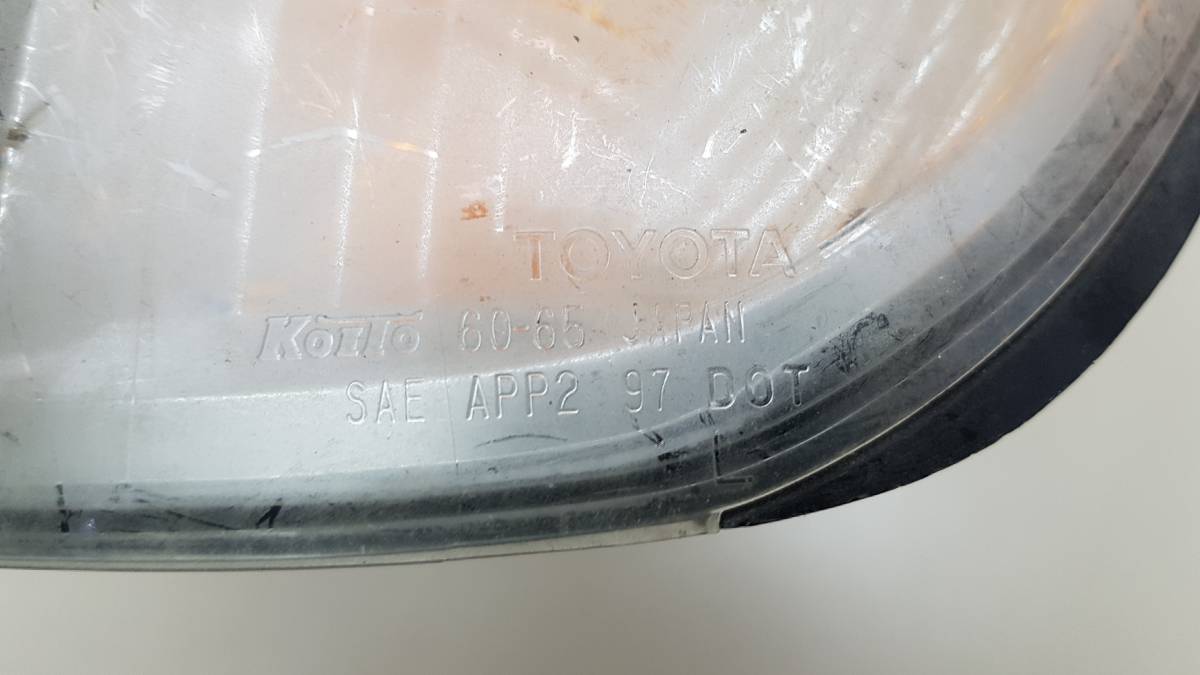 TOYOTA
KOITO 60-65 JAPAN
SAE APP2 97 DOT
L